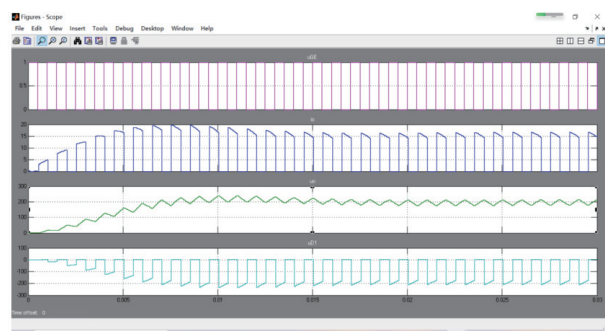 Figures - Scope
File Edit View Insert Tools Debug Desktop Window Help
uGE
1
0.5
0
20
15
10
5
0
300
200
100
0
uD1
100
0
-100
-200
-300
0 0.005 0.01 0.015 0.02 0.025 0.03
Time offset: 0